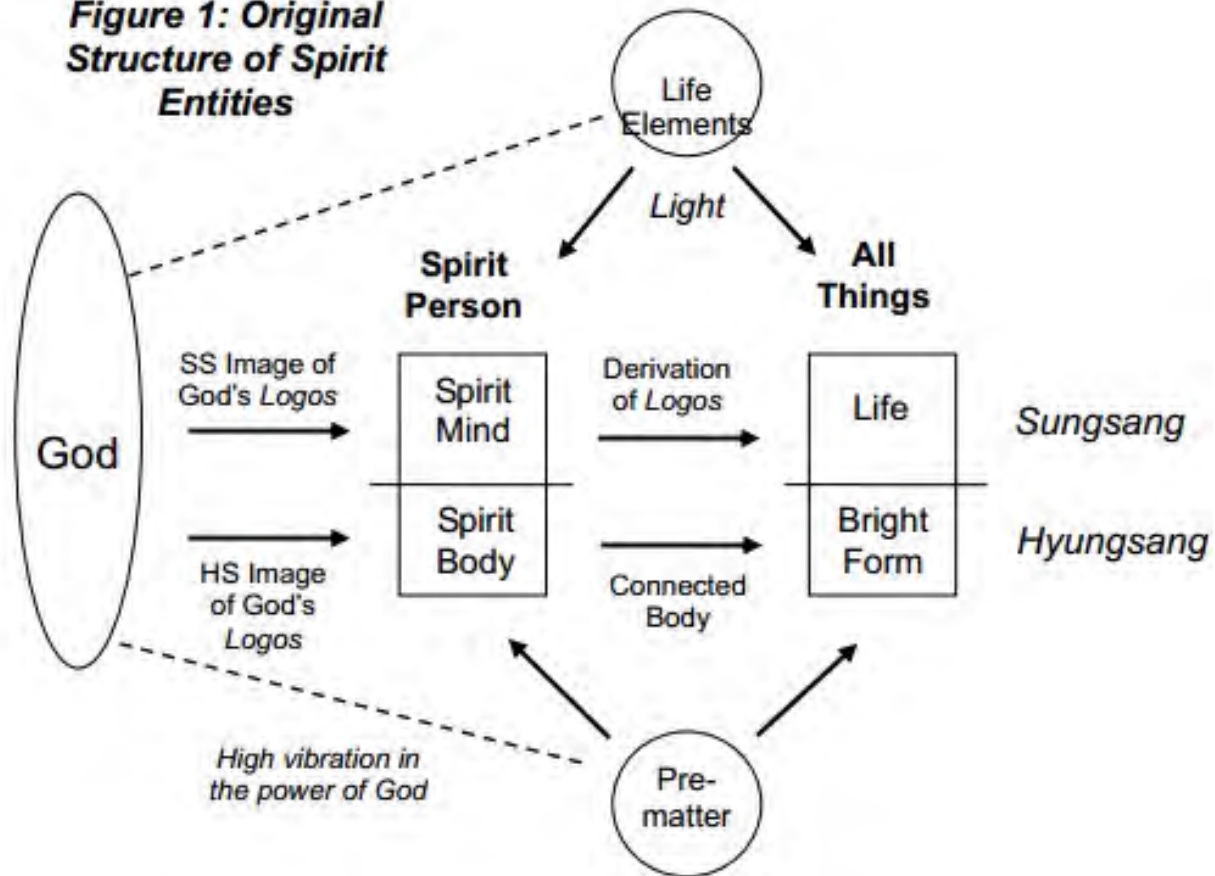 Figure 1: Original
Structure of Spirit
Entities
Life
Elements
Light
Spirit
Person
All
Things
God
SS Image of
God's Logos
Spirit
Mind
Derivation
of Logos
Life
Sungsang
HS Image
of God's
Logos
Spirit
Body
Connected
Body
Bright
Form
Hyungsang
High vibration in
the power of God
Pre-
matter